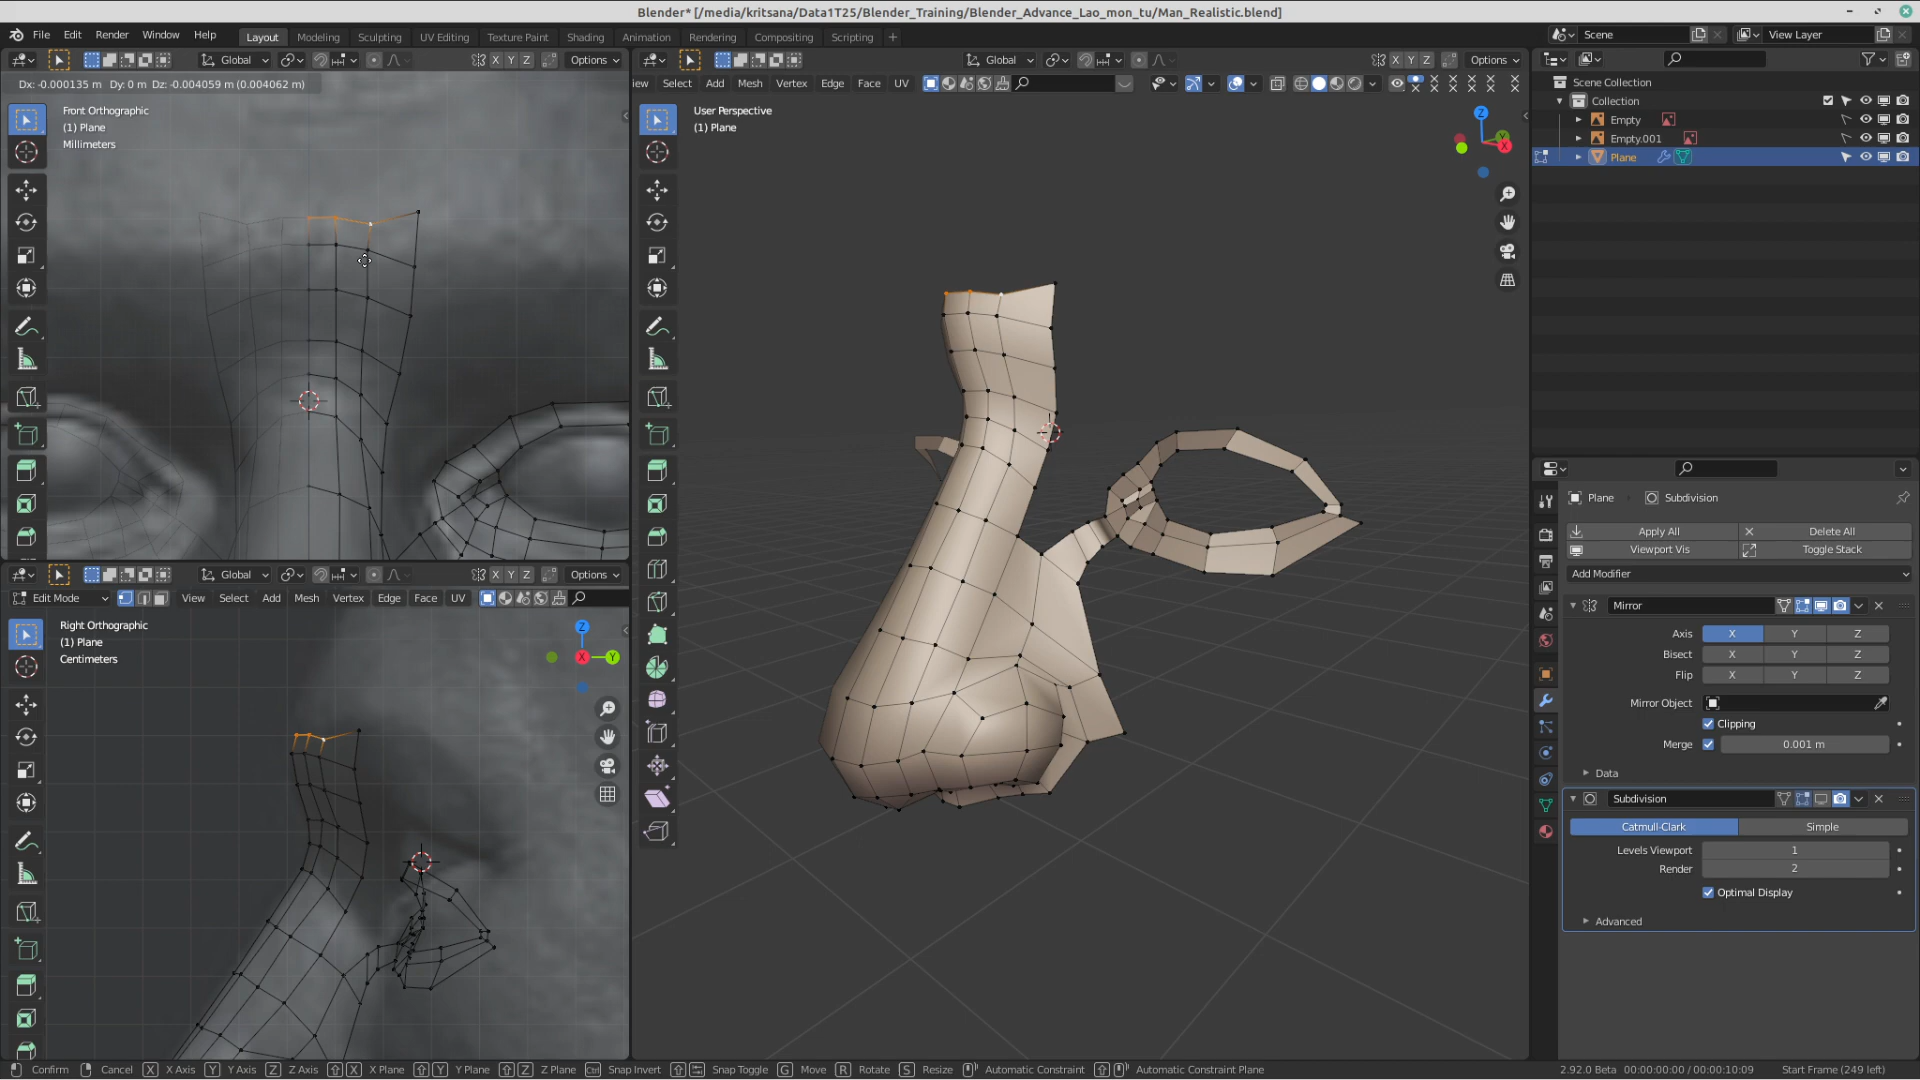 Blender* [/media/kritsana/Data1T25/Blender_Training/Blender_Advance_Lao_mon_tu/Man_Realistic.blend]
File Edit Render Window Help Layout Modeling Sculpting UV Editing Texture Paint Shading Animation Rendering Compositing Scripting + Scene View Layer
Global X Y Z Options
Global X Y Z Options
Dx: -0.000135 m Dy: 0 m Dz: -0.004059 m (0.004062 m)
iew Select Add Mesh Vertex Edge Face UV
Front Orthographic
(1) Plane
Millimeters
User Perspective
(1) Plane
Z
Y
X
Scene Collection
Collection
Empty
Empty.001
Plane
Global X Y Z Options
Edit Mode View Select Add Mesh Vertex Edge Face UV
Right Orthographic
(1) Plane
Centimeters
Z
X
Y
Plane Subdivision
Apply All Delete All
Viewport Vis Toggle Stack
Add Modifier
Mirror
Axis X Y Z
Bisect X Y Z
Flip X Y Z
Mirror Object
Clipping
Merge 0.001 m
Data
Subdivision
Catmull-Clark Simple
Levels Viewport 1
Render 2
Optimal Display
Advanced
Confirm Cancel X X Axis Y Y Axis Z Z Axis X X Plane Y Y Plane Z Z Plane Ctrl Snap Invert Snap Toggle G Move R Rotate S Resize Automatic Constraint Automatic Constraint Plane 2.92.0 Beta 00:00:00:00 / 00:00:10:09 Start Frame (249 left)